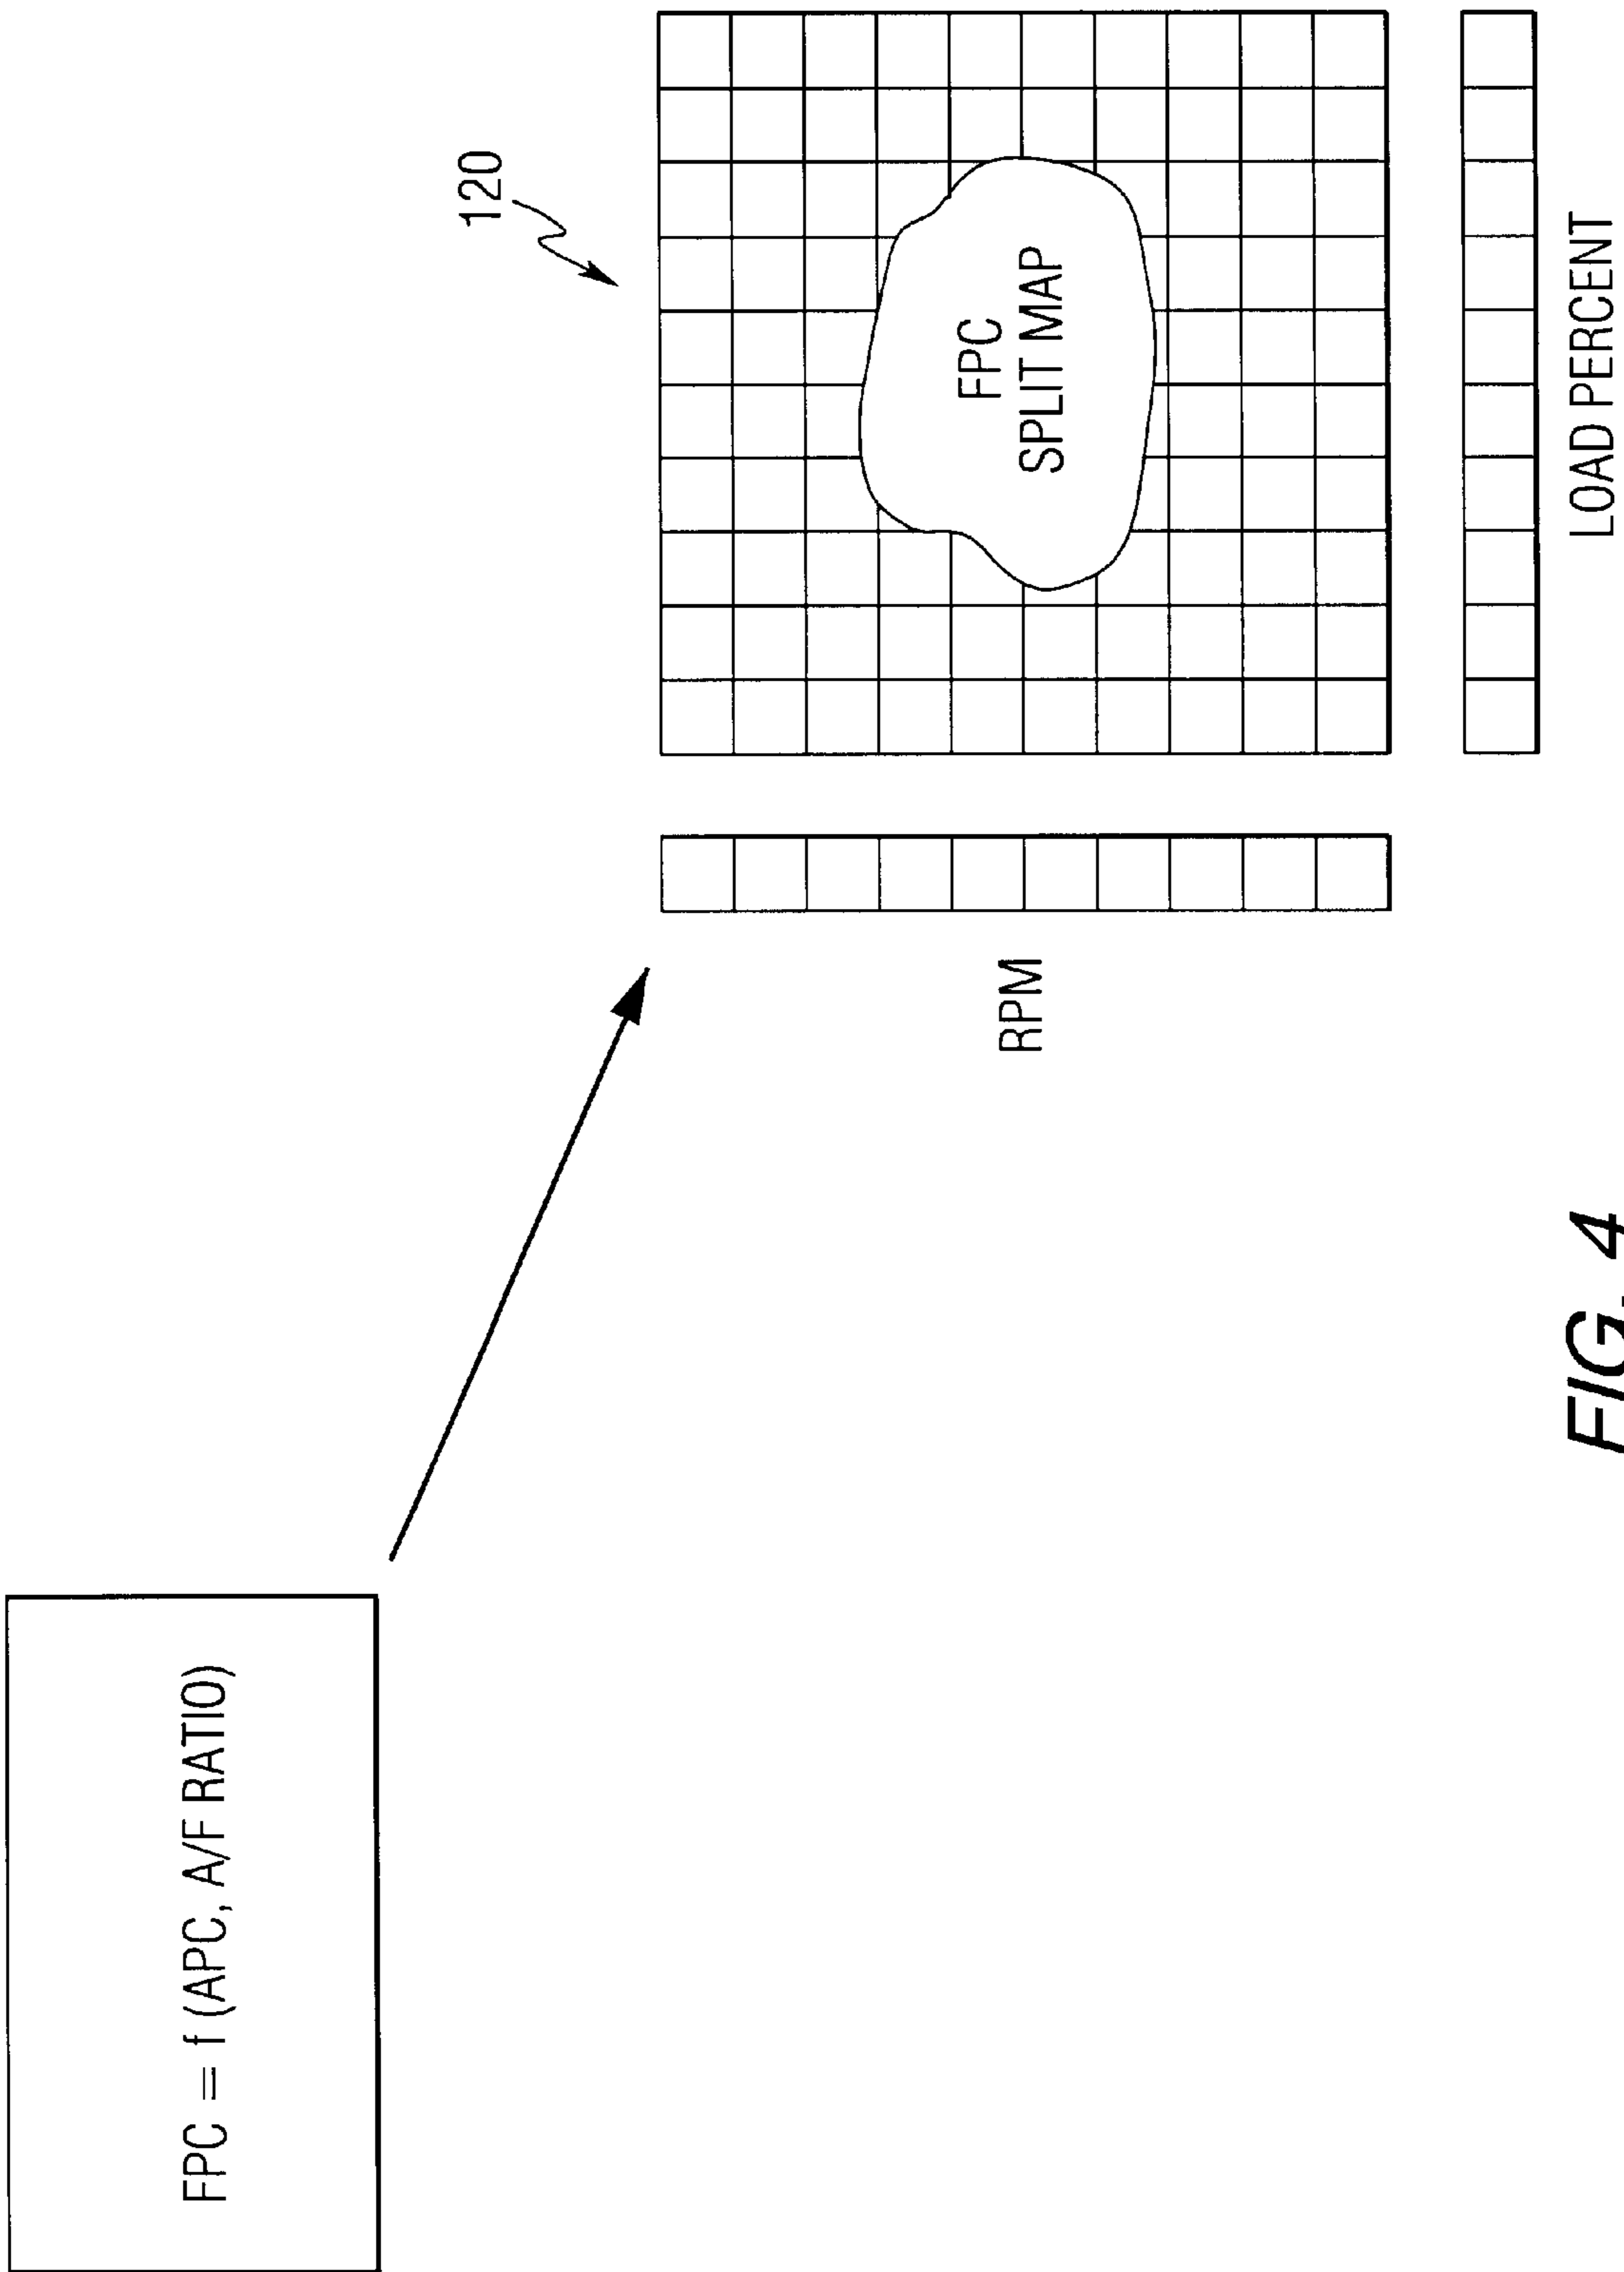 FPC = f (APC, A/F RATIO)
120
FPC
SPLIT MAP
RPM
LOAD PERCENT
FIG. 4